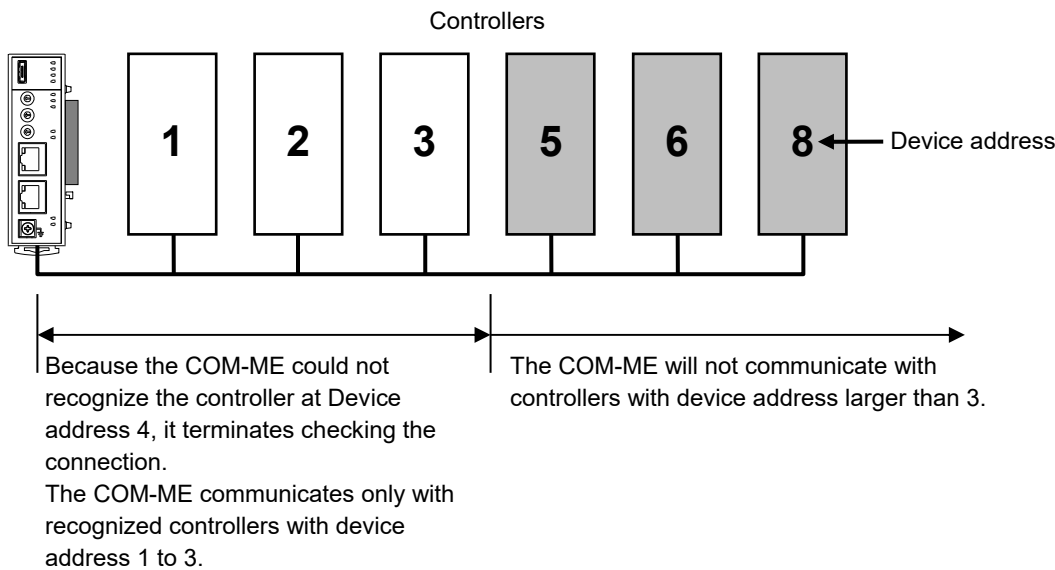 Controllers
1
2
3
5
6
8
Device address
Because the COM-ME could not
recognize the controller at Device
address 4, it terminates checking the
connection.
The COM-ME communicates only with
recognized controllers with device
address 1 to 3.
The COM-ME will not communicate with
controllers with device address larger than 3.